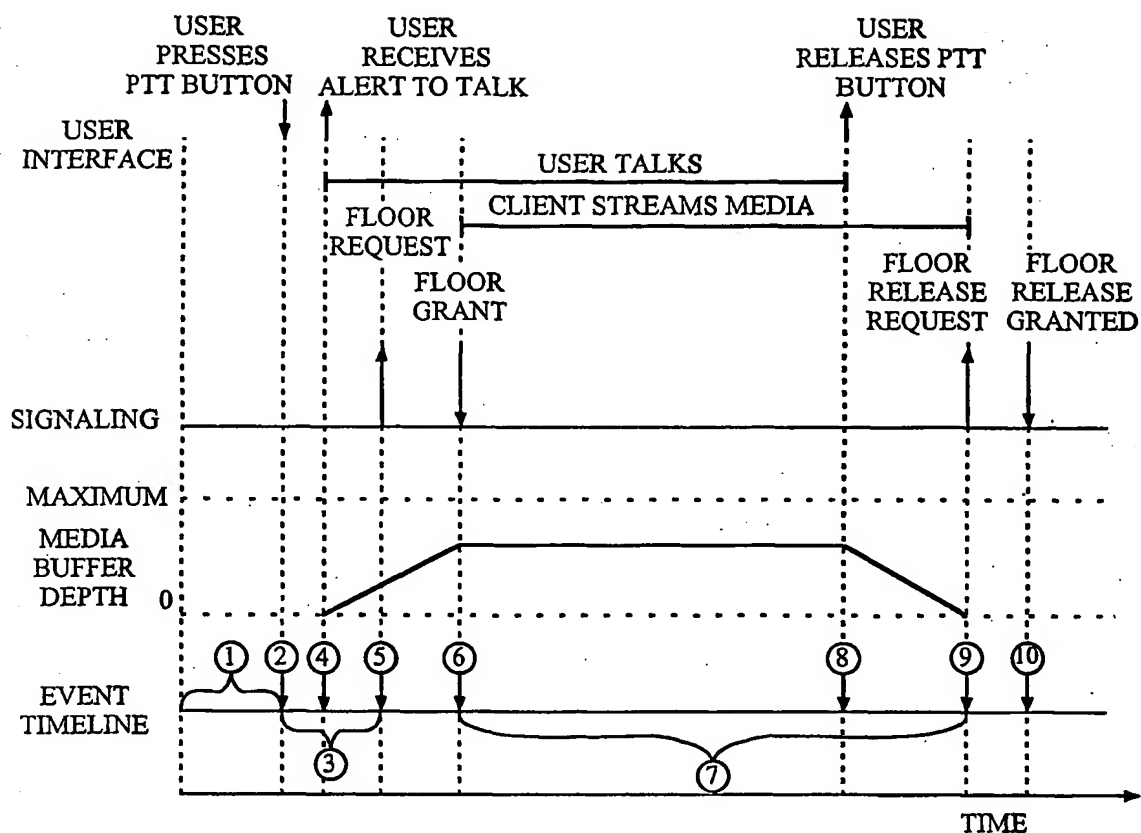 USER
PRESSES
PTT BUTTON
USER
RECEIVES
ALERT TO TALK
USER
RELEASES PTT
BUTTON
USER
INTERFACE
USER TALKS
CLIENT STREAMS MEDIA
FLOOR
REQUEST
FLOOR
GRANT
FLOOR
RELEASE
REQUEST
FLOOR
RELEASE
GRANTED
SIGNALING
MAXIMUM
MEDIA
BUFFER
DEPTH 0
1 2 4 5 6 8 9 10
EVENT
TIMELINE
3 7
TIME